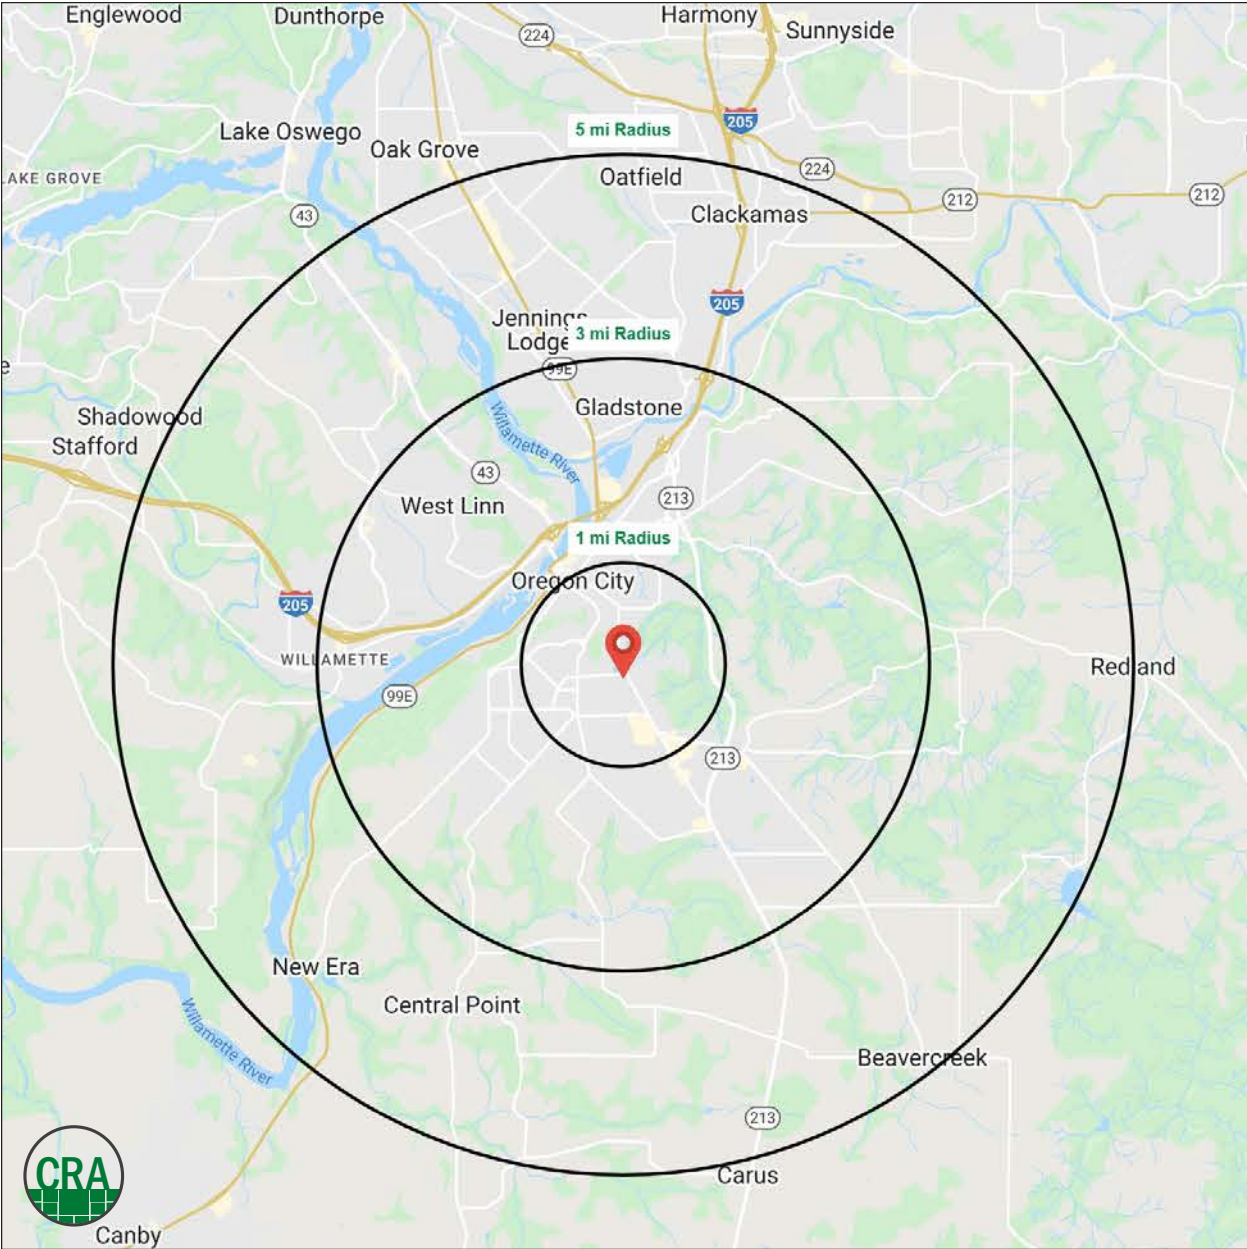 Englewood
Dunthorpe
Harmony
Sunnyside
224
205
Lake Oswego
5 mi Radius
Oak Grove
224
LAKE GROVE
Oatfield
212
212
43
Clackamas
205
Jennings
Lodge
3 mi Radius
99E
e
Gladstone
Shadowood
Stafford
Willamette River
43
213
West Linn
1 mi Radius
Oregon City
205
WILLAMETTE
Redland
99E
213
New Era
Central Point
Willamette River
Beavercreek
213
CRA
Carus
Canby